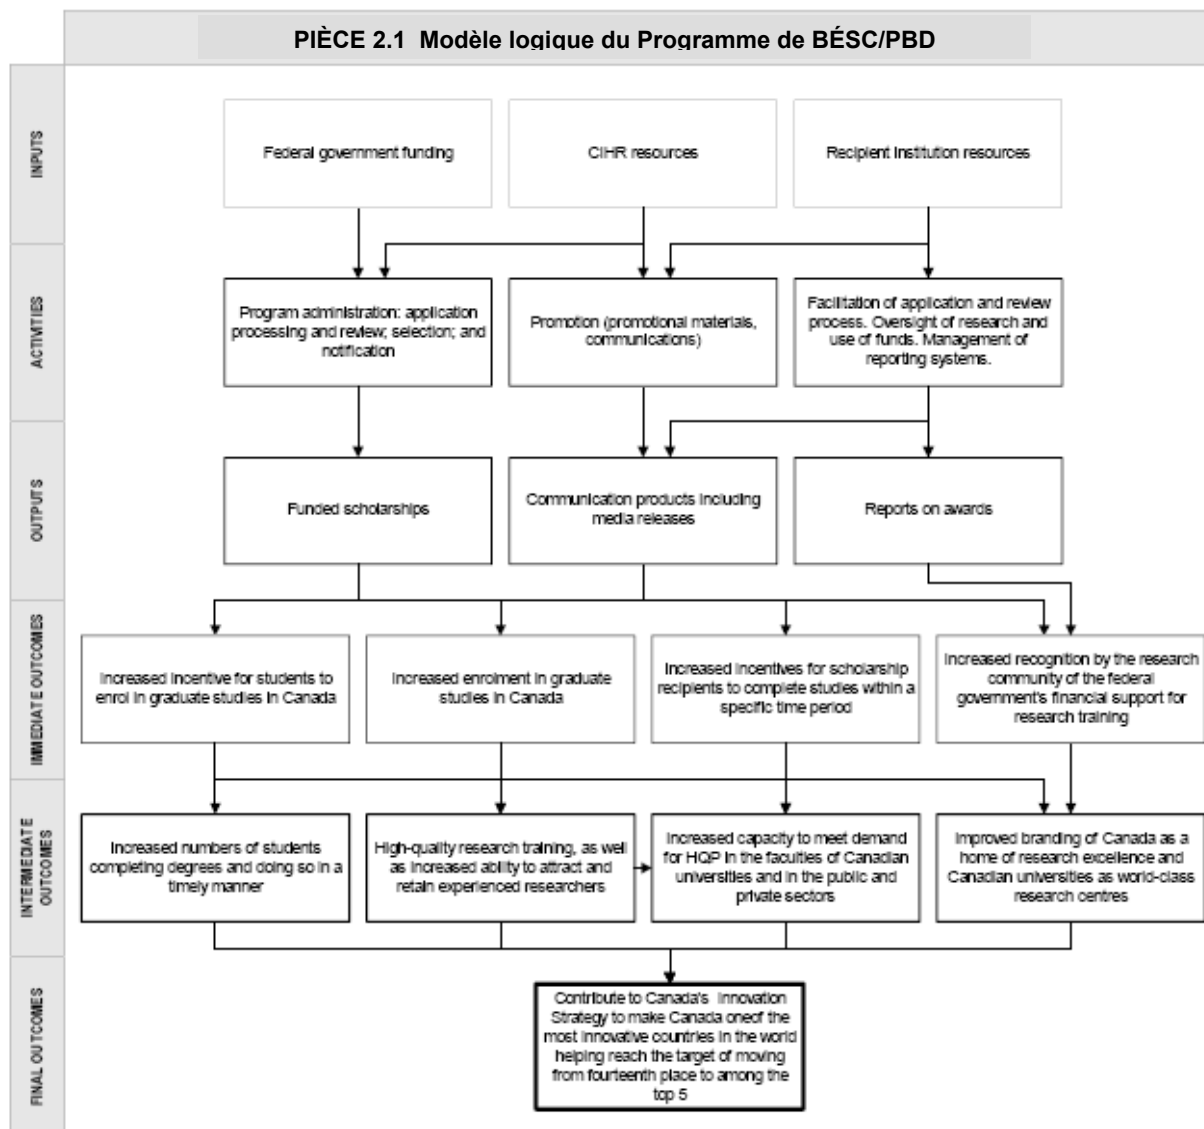 PIÈCE 2.1 Modèle logique du Programme de BÉSC/PBD
INPUTS
Federal government funding
CIHR resources
Recipient Institution resources
ACTIVITIES
Program administration: application
processing and review; selection; and
notification
Promotion (promotional materials,
communications)
Facilitation of application and review
process. Oversight of research and
use of funds. Management of
reporting systems.
OUTPUTS
Funded scholarships
Communication products including
media releases
Reports on awards
IMMEDIATE OUTCOMES
Increased incentive for students to
enrol in graduate studies in Canada
Increased enrolment in graduate
studies in Canada
Increased incentives for scholarship
recipients to complete studies within a
specific time period
Increased recognition by the research
community of the federal
government's financial support for
research training
INTERMEDIATE
OUTCOMES
Increased numbers of students
completing degrees and doing so in a
timely manner
High-quality research training, as well
as increased ability to attract and
retain experienced researchers
Increased capacity to meet demand
for HQP in the faculties of Canadian
universities and in the public and
private sectors
Improved branding of Canada as a
home of research excellence and
Canadian universities as world-class
research centres
FINAL OUTCOMES
Contribute to Canada's Innovation
Strategy to make Canada oneof the
most innovative countries in the world
helping reach the target of moving
from fourteenth place to among the
top 5